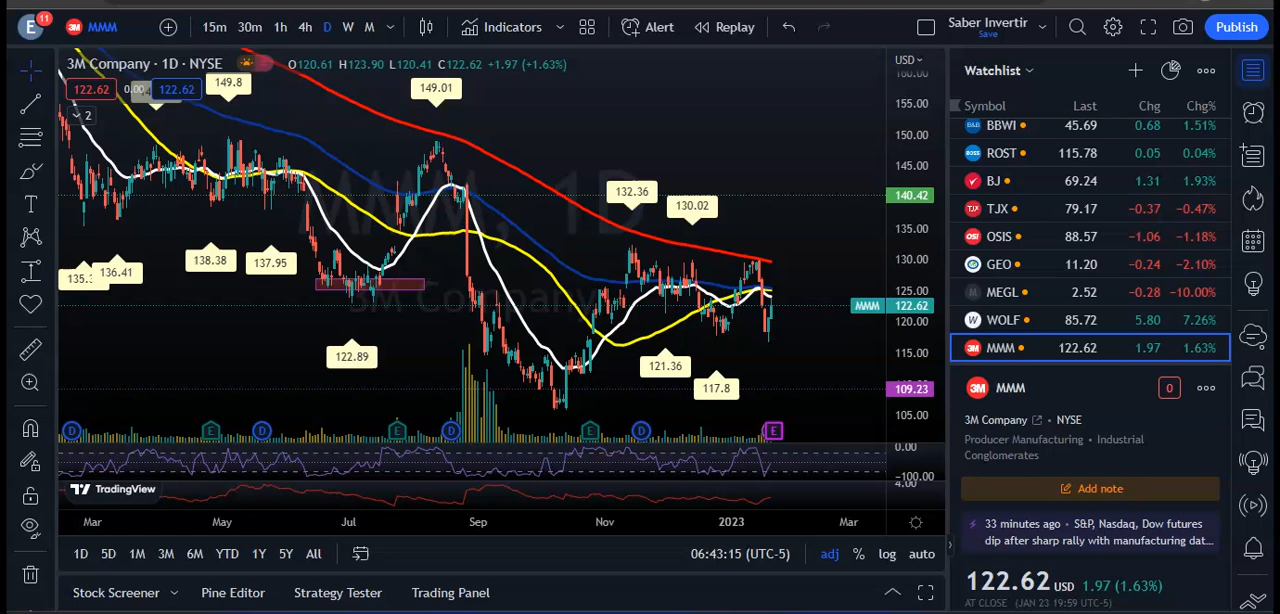 E 11 MMM 15m 30m 1h 4h D W M Indicators Alert Replay Saber Invertir Save Publish
3M Company · 1D · NYSE O120.61 H123.90 L120.41 C122.62 +1.97 (+1.63%)
122.62 0.00 122.62
2
149.8
149.01
132.36
130.02
136.41
138.38
137.95
122.89
121.36
117.8
MMM, 1D
3M Company
USD
160.00
155.00
150.00
145.00
140.42
135.00
130.00
125.00
MMM 122.62
120.00
115.00
109.23
105.00
0.00
−100.00
4.00
D E D E D E D E
TradingView
Mar May Jul Sep Nov 2023 Mar
1D 5D 1M 3M 6M YTD 1Y 5Y All 06:43:15 (UTC-5) adj % log auto
Stock Screener Pine Editor Strategy Tester Trading Panel
Watchlist
Symbol Last Chg Chg%
BBWI 45.69 0.68 1.51%
ROST 115.78 0.05 0.04%
BJ 69.24 1.31 1.93%
TJX 79.17 −0.37 −0.47%
OSIS 88.57 −1.06 −1.18%
GEO 11.20 −0.24 −2.10%
MEGL 2.52 −0.28 −10.00%
WOLF 85.72 5.80 7.26%
3M MMM 122.62 1.97 1.63%
3M MMM 0
3M Company · NYSE
Producer Manufacturing · Industrial
Conglomerates
Add note
33 minutes ago · S&P, Nasdaq, Dow futures
dip after sharp rally with manufacturing dat...
122.62 USD 1.97 (1.63%)
AT CLOSE (JAN 23 19:59 UTC-5)